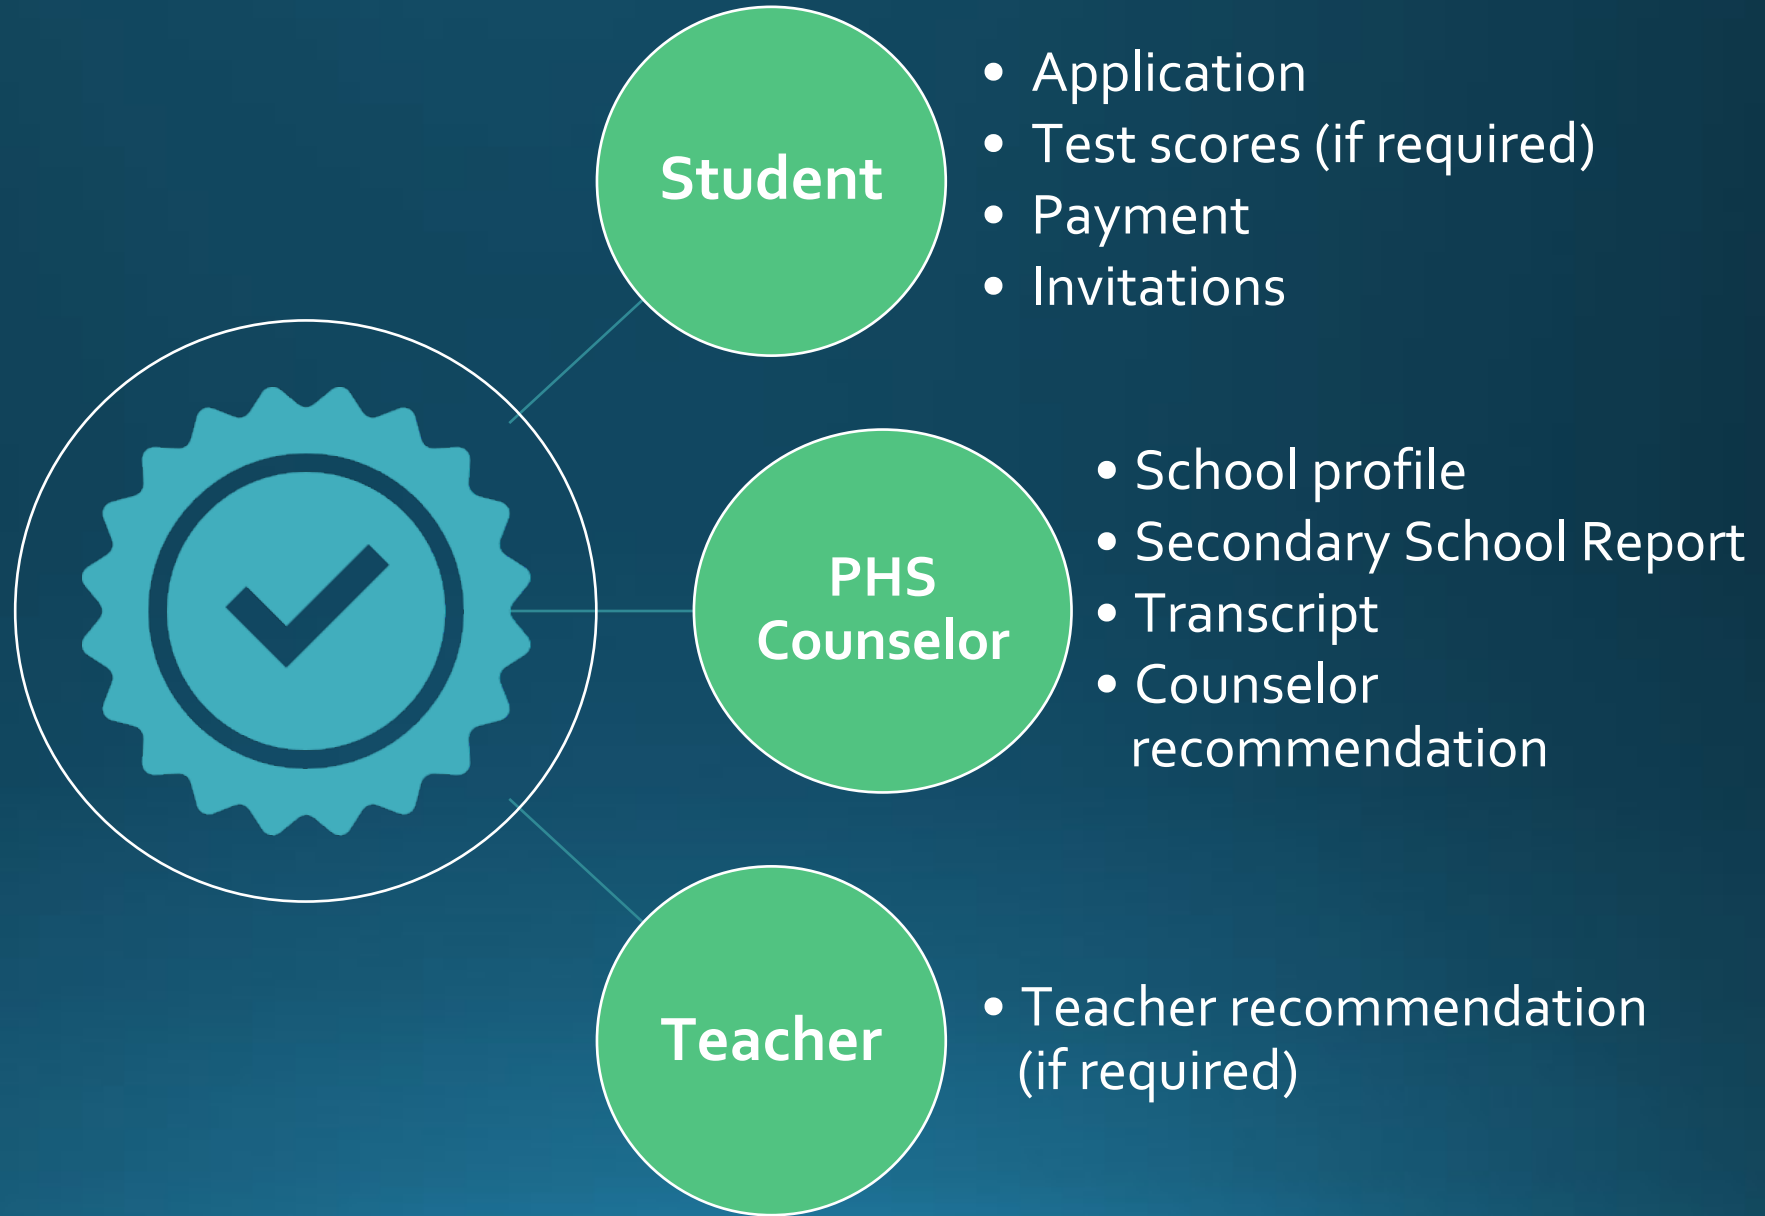 Student
• Application
• Test scores (if required)
• Payment
• Invitations
PHS
Counselor
• School profile
• Secondary School Report
• Transcript
• Counselor
recommendation
Teacher
• Teacher recommendation
(if required)